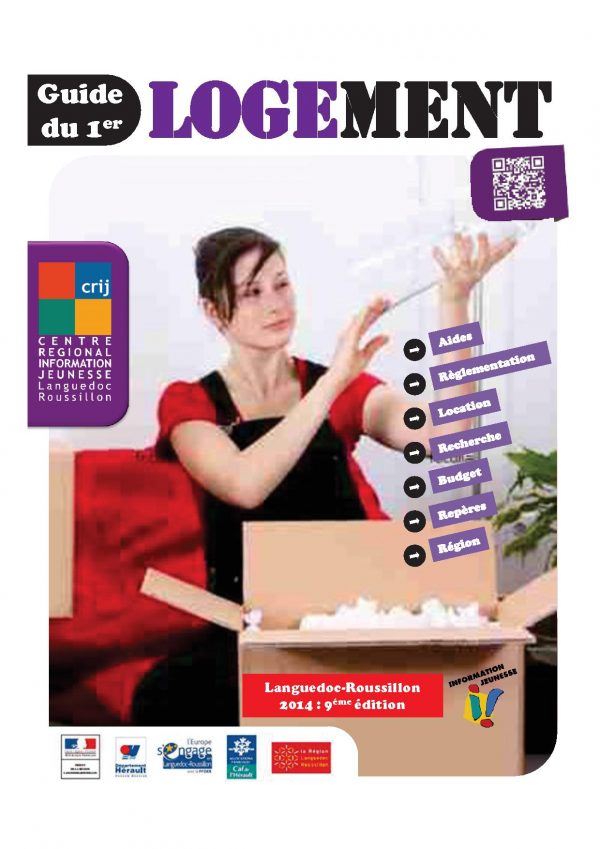 Guide
du 1er
LOGEMENT
crij
CENTRE
REGIONAL
INFORMATION
JEUNESSE
Languedoc
Roussillon
Aides
Règlementation
Location
Recherche
Budget
Repères
Région
Languedoc-Roussillon
2014 : 9ème édition
INFORMATION
JEUNESSE
Département
Hérault
l'Europe
s'engage
Languedoc-Roussillon
Caf de
l'Hérault
la Région
Languedoc
Roussillon